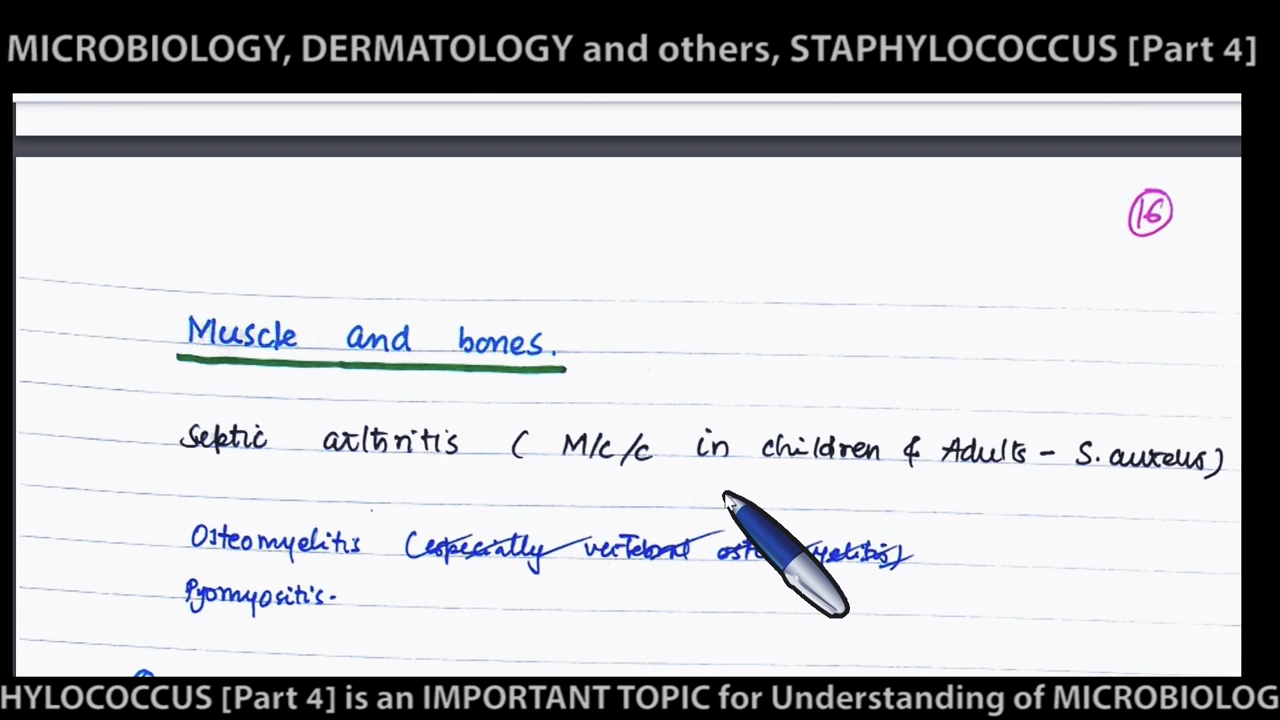 MICROBIOLOGY, DERMATOLOGY and others, STAPHYLOCOCCUS [Part 4]
16
Muscle and bones.
Septic arthritis ( M/c/c in children & Adults - S. aureus)
Osteomyelitis (especially vertebral osteomyelitis)
Pyomyositis.
HYLOCOCCUS [Part 4] is an IMPORTANT TOPIC for Understanding of MICROBIOLOG